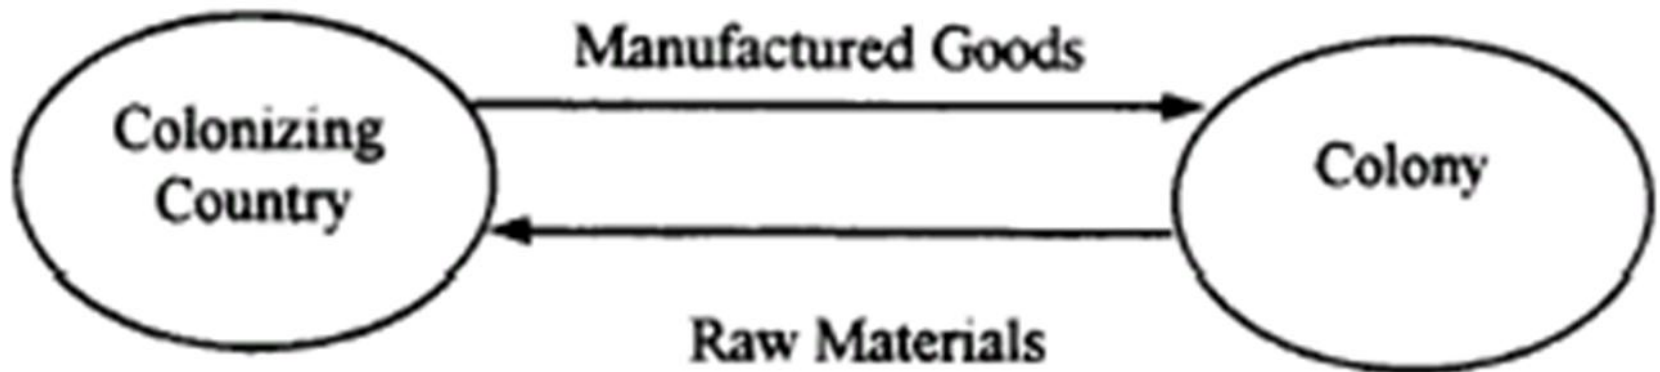 Manufactured Goods
Colonizing
Country
Colony
Raw Materials